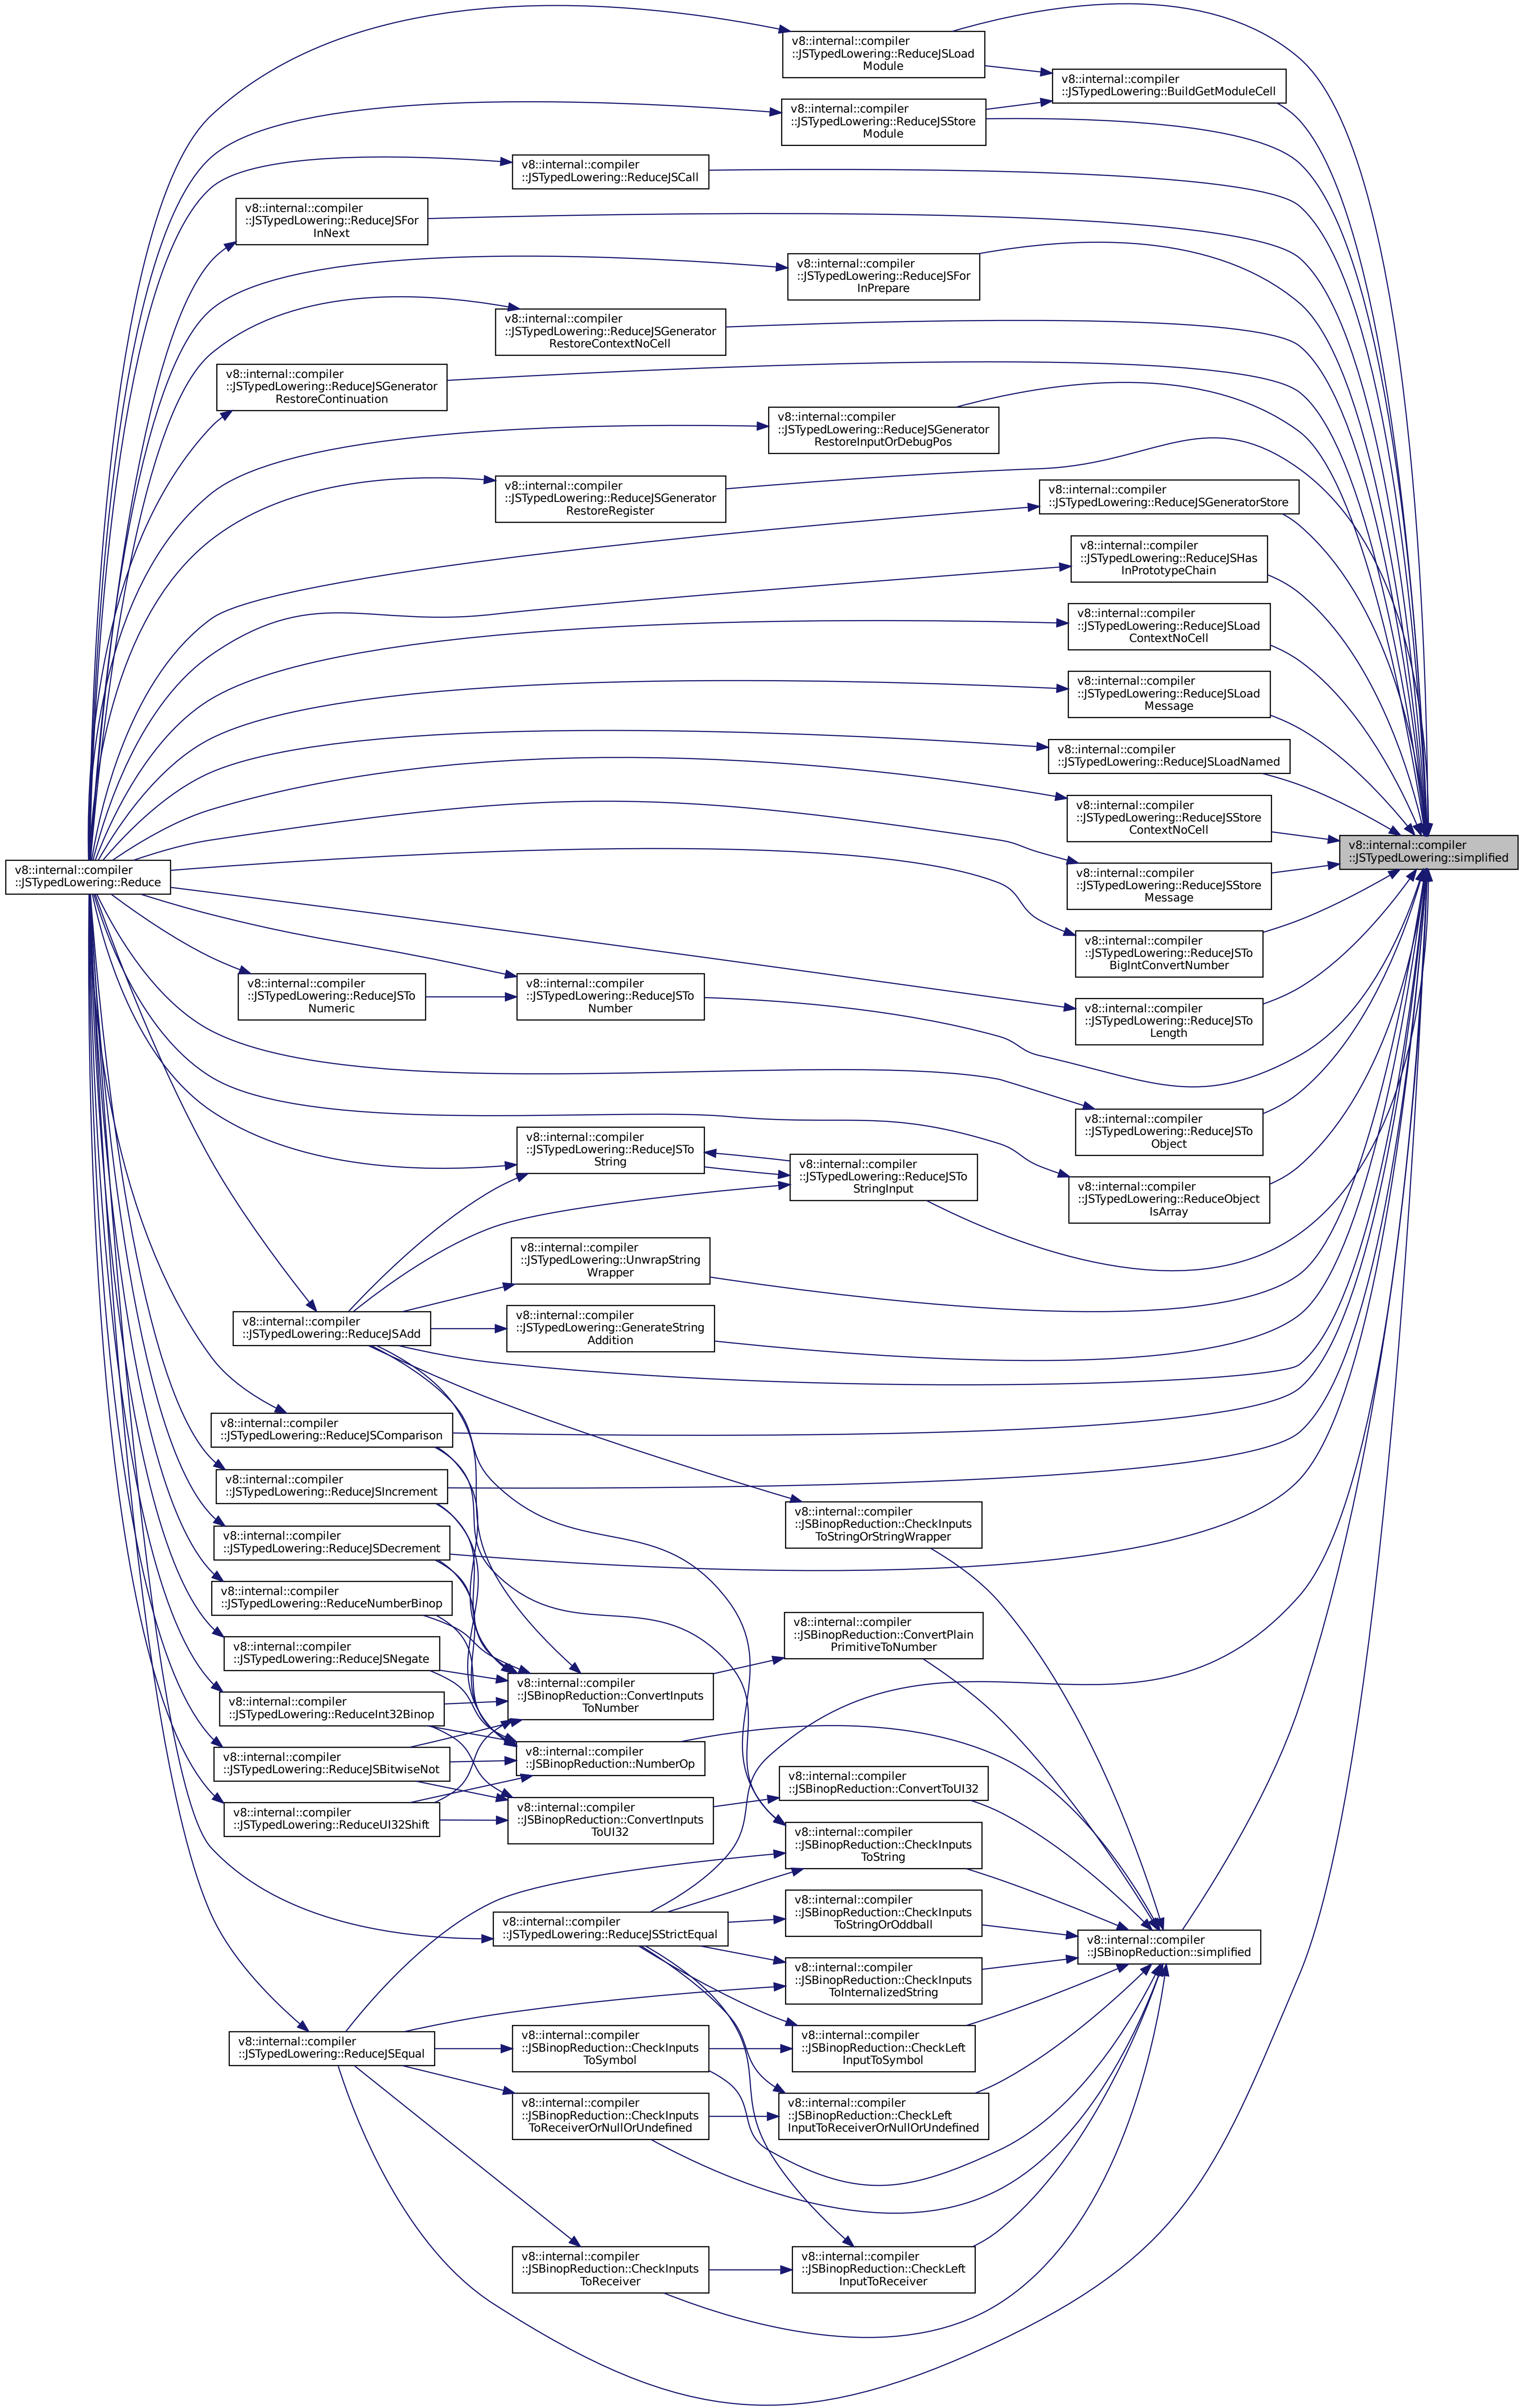 v8::internal::compiler
::JSTypedLowering::ReduceJSLoad
Module
v8::internal::compiler
::JSTypedLowering::BuildGetModuleCell
v8::internal::compiler
::JSTypedLowering::ReduceJSStore
Module
v8::internal::compiler
::JSTypedLowering::ReduceJSCall
v8::internal::compiler
::JSTypedLowering::ReduceJSFor
InNext
v8::internal::compiler
::JSTypedLowering::ReduceJSFor
InPrepare
v8::internal::compiler
::JSTypedLowering::ReduceJSGenerator
RestoreContextNoCell
v8::internal::compiler
::JSTypedLowering::ReduceJSGenerator
RestoreContinuation
v8::internal::compiler
::JSTypedLowering::ReduceJSGenerator
RestoreInputOrDebugPos
v8::internal::compiler
::JSTypedLowering::ReduceJSGenerator
RestoreRegister
v8::internal::compiler
::JSTypedLowering::ReduceJSGeneratorStore
v8::internal::compiler
::JSTypedLowering::ReduceJSHas
InPrototypeChain
v8::internal::compiler
::JSTypedLowering::ReduceJSLoad
ContextNoCell
v8::internal::compiler
::JSTypedLowering::ReduceJSLoad
Message
v8::internal::compiler
::JSTypedLowering::ReduceJSLoadNamed
v8::internal::compiler
::JSTypedLowering::ReduceJSStore
ContextNoCell
v8::internal::compiler
::JSTypedLowering::simplified
v8::internal::compiler
::JSTypedLowering::Reduce
v8::internal::compiler
::JSTypedLowering::ReduceJSStore
Message
v8::internal::compiler
::JSTypedLowering::ReduceJSTo
BigIntConvertNumber
v8::internal::compiler
::JSTypedLowering::ReduceJSTo
Numeric
v8::internal::compiler
::JSTypedLowering::ReduceJSTo
Number
v8::internal::compiler
::JSTypedLowering::ReduceJSTo
Length
v8::internal::compiler
::JSTypedLowering::ReduceJSTo
Object
v8::internal::compiler
::JSTypedLowering::ReduceJSTo
String
v8::internal::compiler
::JSTypedLowering::ReduceJSTo
StringInput
v8::internal::compiler
::JSTypedLowering::ReduceObject
IsArray
v8::internal::compiler
::JSTypedLowering::UnwrapString
Wrapper
v8::internal::compiler
::JSTypedLowering::ReduceJSAdd
v8::internal::compiler
::JSTypedLowering::GenerateString
Addition
v8::internal::compiler
::JSTypedLowering::ReduceJSComparison
v8::internal::compiler
::JSTypedLowering::ReduceJSIncrement
v8::internal::compiler
::JSBinopReduction::CheckInputs
ToStringOrStringWrapper
v8::internal::compiler
::JSTypedLowering::ReduceJSDecrement
v8::internal::compiler
::JSTypedLowering::ReduceNumberBinop
v8::internal::compiler
::JSBinopReduction::ConvertPlain
PrimitiveToNumber
v8::internal::compiler
::JSTypedLowering::ReduceJSNegate
v8::internal::compiler
::JSBinopReduction::ConvertInputs
ToNumber
v8::internal::compiler
::JSTypedLowering::ReduceInt32Binop
v8::internal::compiler
::JSBinopReduction::NumberOp
v8::internal::compiler
::JSTypedLowering::ReduceJSBitwiseNot
v8::internal::compiler
::JSBinopReduction::ConvertToUI32
v8::internal::compiler
::JSTypedLowering::ReduceUI32Shift
v8::internal::compiler
::JSBinopReduction::ConvertInputs
ToUI32
v8::internal::compiler
::JSBinopReduction::CheckInputs
ToString
v8::internal::compiler
::JSBinopReduction::CheckInputs
ToStringOrOddball
v8::internal::compiler
::JSTypedLowering::ReduceJSStrictEqual
v8::internal::compiler
::JSBinopReduction::simplified
v8::internal::compiler
::JSBinopReduction::CheckInputs
ToInternalizedString
v8::internal::compiler
::JSTypedLowering::ReduceJSEqual
v8::internal::compiler
::JSBinopReduction::CheckInputs
ToSymbol
v8::internal::compiler
::JSBinopReduction::CheckLeft
InputToSymbol
v8::internal::compiler
::JSBinopReduction::CheckInputs
ToReceiverOrNullOrUndefined
v8::internal::compiler
::JSBinopReduction::CheckLeft
InputToReceiverOrNullOrUndefined
v8::internal::compiler
::JSBinopReduction::CheckInputs
ToReceiver
v8::internal::compiler
::JSBinopReduction::CheckLeft
InputToReceiver